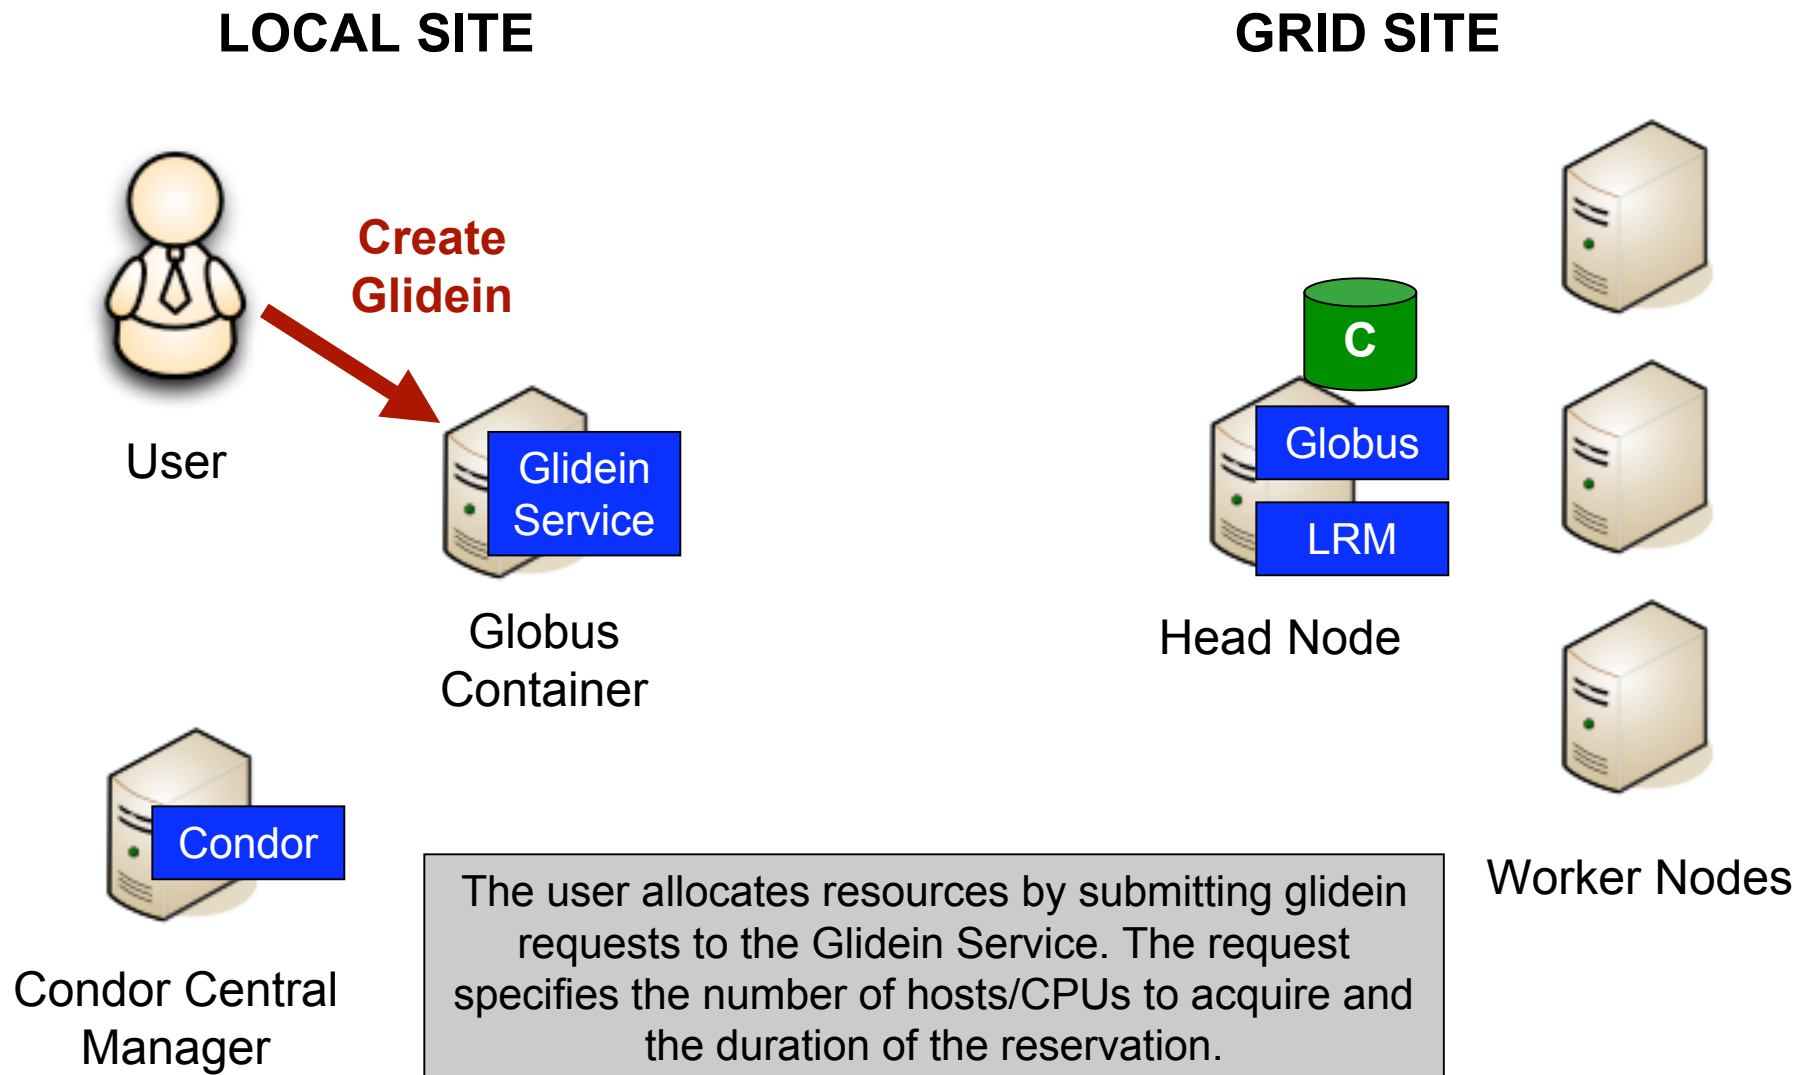 LOCAL SITE
GRID SITE
Create
Glidein
User
Glidein
Service
Globus
Container
C
Globus
LRM
Head Node
Worker Nodes
Condor
Condor Central
Manager
The user allocates resources by submitting glidein
requests to the Glidein Service. The request
specifies the number of hosts/CPUs to acquire and
the duration of the reservation.